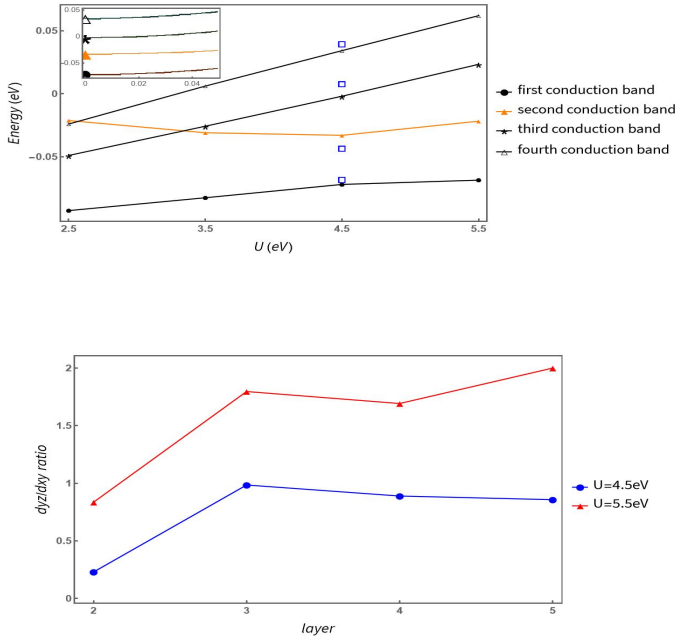 0.05
0
−0.05
0 0.02 0.04
0.05
0
−0.05
Energy (eV)
2.5 3.5 4.5 5.5
U (eV)
first conduction band
second conduction band
third conduction band
fourth conduction band
2
1.5
1
0.5
0
dyz/dxy ratio
2 3 4 5
layer
U=4.5eV
U=5.5eV